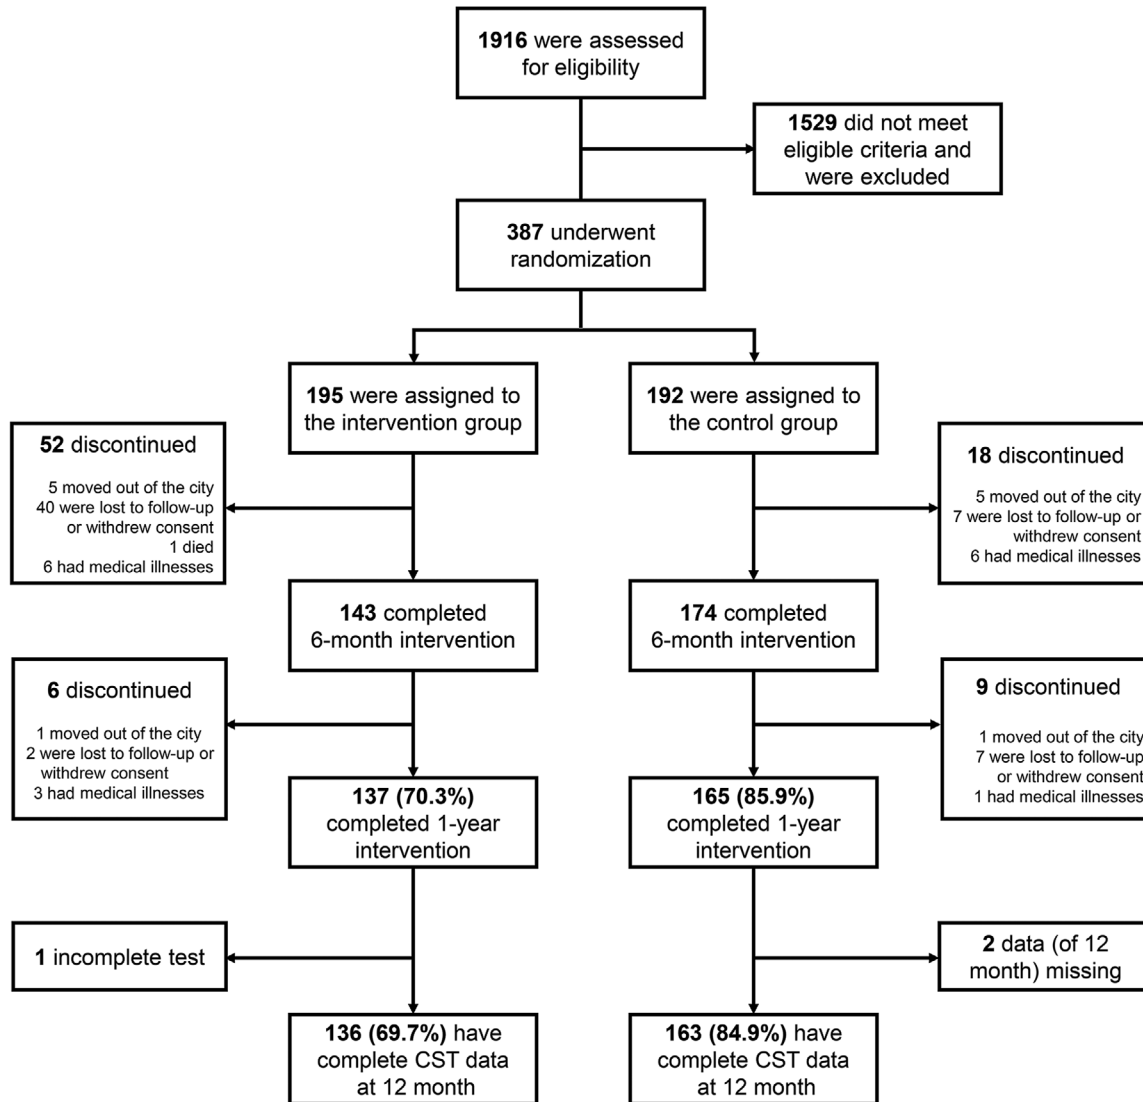 1916 were assessed
for eligibility
1529 did not meet
eligible criteria and
were excluded
387 underwent
randomization
195 were assigned to
the intervention group
192 were assigned to
the control group
52 discontinued
5 moved out of the city
40 were lost to follow-up
or withdrew consent
1 died
6 had medical illnesses
18 discontinued
5 moved out of the city
7 were lost to follow-up or
withdrew consent
6 had medical illnesses
143 completed
6-month intervention
174 completed
6-month intervention
6 discontinued
1 moved out of the city
2 were lost to follow-up or
withdrew consent
3 had medical illnesses
9 discontinued
1 moved out of the city
7 were lost to follow-up
or withdrew consent
1 had medical illnesses
137 (70.3%)
completed 1-year
intervention
165 (85.9%)
completed 1-year
intervention
1 incomplete test
2 data (of 12
month) missing
136 (69.7%) have
complete CST data
at 12 month
163 (84.9%) have
complete CST data
at 12 month